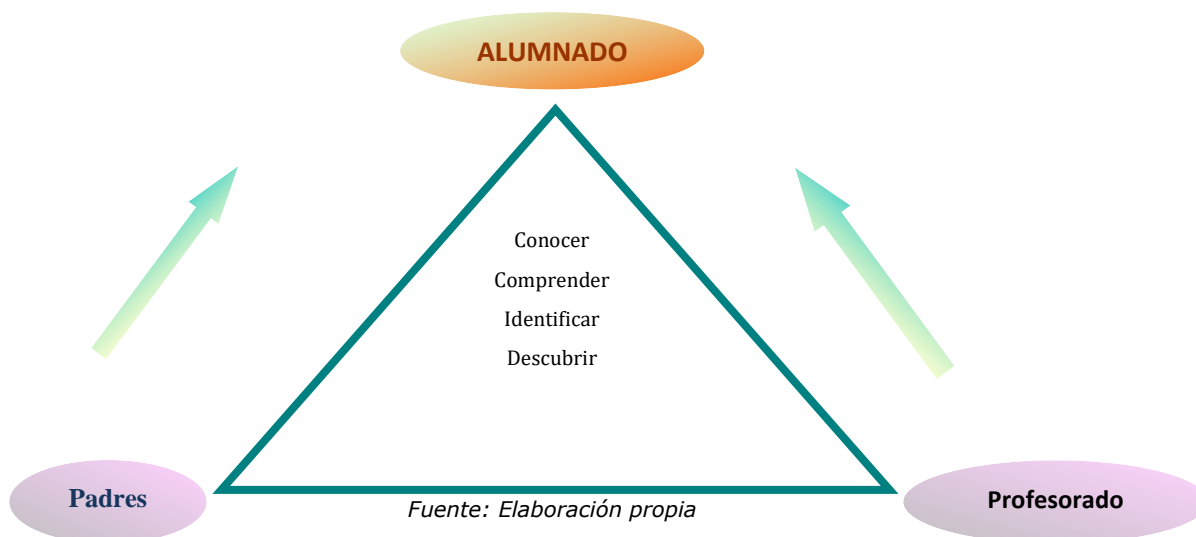 ALUMNADO
Conocer
Comprender
Identificar
Descubrir
Padres
Profesorado
Fuente: Elaboración propia